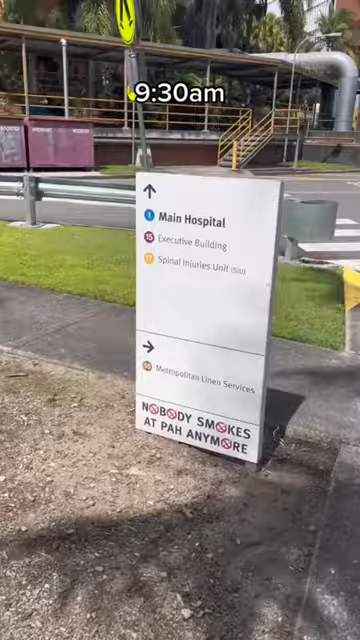 9:30am
↑
1 Main Hospital
15 Executive Building
17 Spinal Injuries Unit (SIU)
→
Metropolitan Linen Services
NOBODY SMOKES
AT PAH ANYMORE